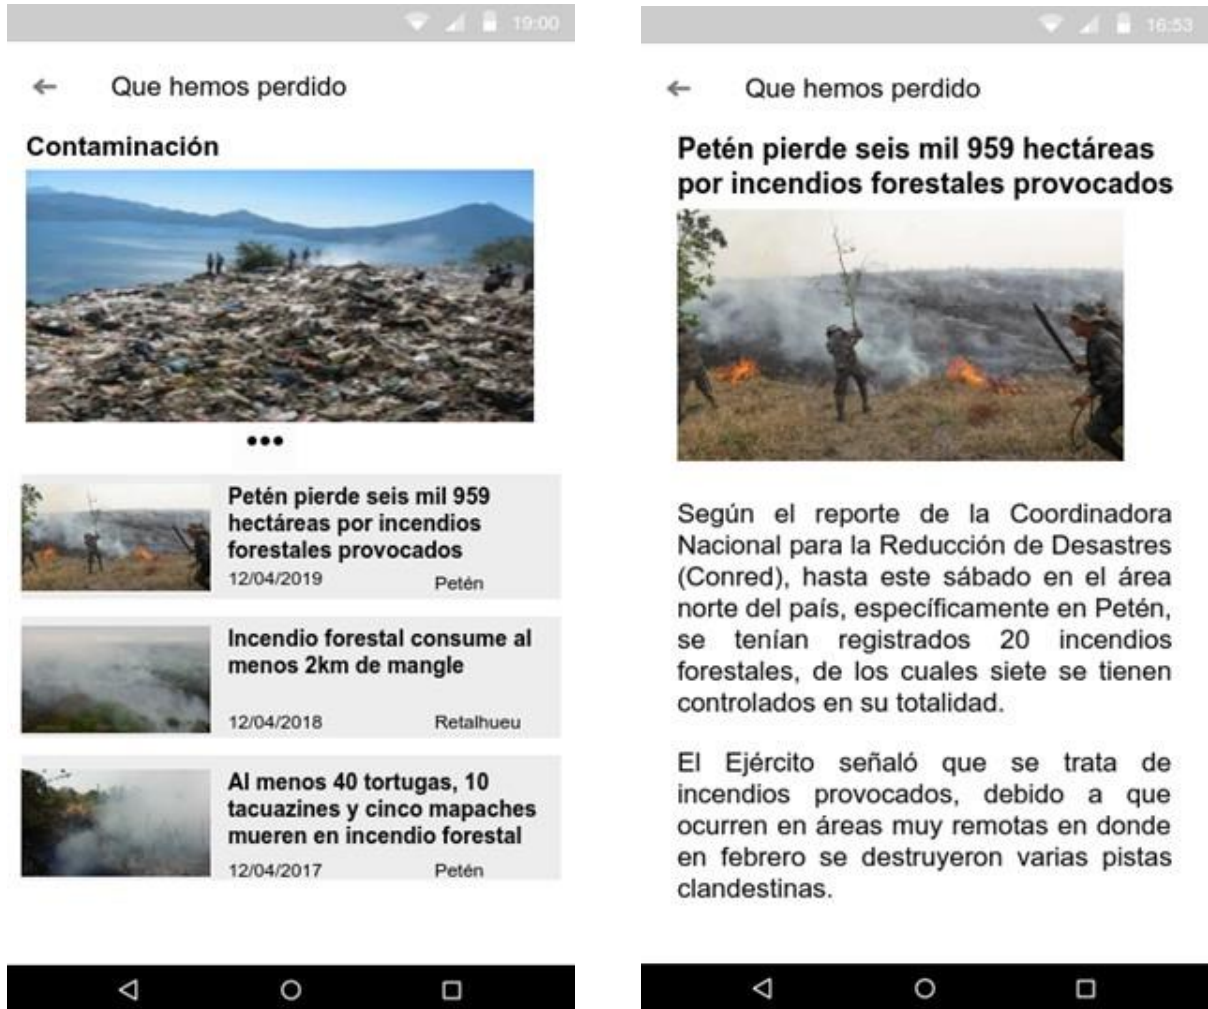 19:00
Que hemos perdido
Contaminación
Petén pierde seis mil 959
hectáreas por incendios
forestales provocados
12/04/2019 Petén
Incendio forestal consume al
menos 2km de mangle
12/04/2018 Retalhueu
Al menos 40 tortugas, 10
tacuazines y cinco mapaches
mueren en incendio forestal
12/04/2017 Petén
16:53
Que hemos perdido
Petén pierde seis mil 959 hectáreas
por incendios forestales provocados
Según el reporte de la Coordinadora
Nacional para la Reducción de Desastres
(Conred), hasta este sábado en el área
norte del país, específicamente en Petén,
se tenían registrados 20 incendios
forestales, de los cuales siete se tienen
controlados en su totalidad.
El Ejército señaló que se trata de
incendios provocados, debido a que
ocurren en áreas muy remotas en donde
en febrero se destruyeron varias pistas
clandestinas.